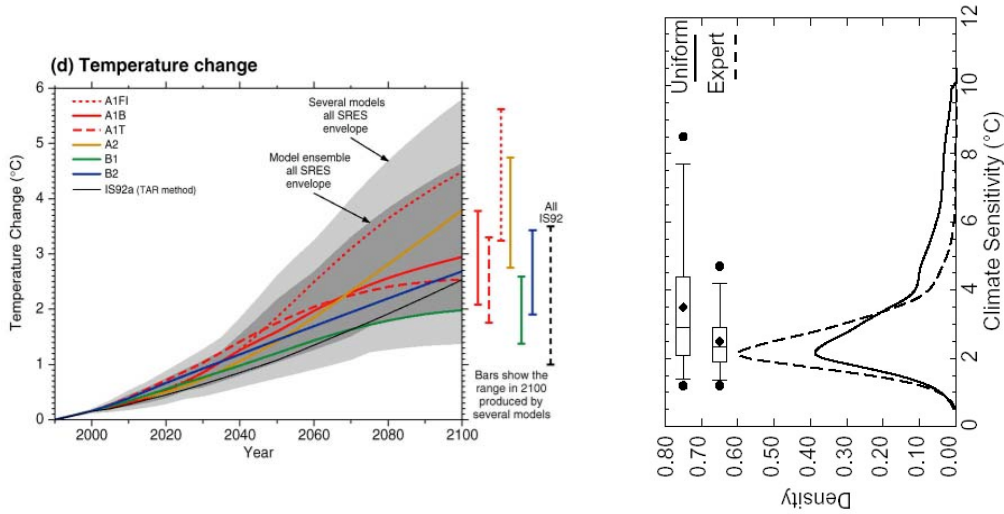 (d) Temperature change
6
5
4
3
2
1
0
Temperature Change (°C)
2000
2020
2040
2060
2080
2100
Year
A1FI
A1B
A1T
A2
B1
B2
IS92a (TAR method)
Several models
all SRES
envelope
Model ensemble
all SRES
envelope
All
IS92
Bars show the
range in 2100
produced by
several models
Uniform
Expert
0.80
0.70
0.60
0.50
0.40
0.30
0.20
0.10
0.00
Density
0
2
4
6
8
10
12
Climate Sensitivity (°C)